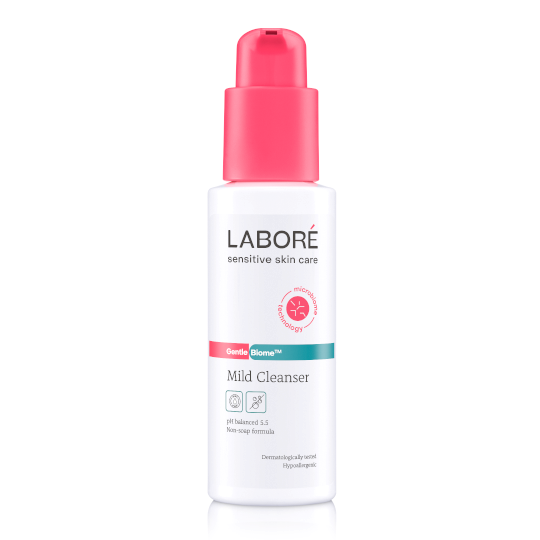 LABORÉ
sensitive skin care
microbiome
technology
Gentle Biome™
Mild Cleanser
pH balanced 5.5
Non-soap formula
Dermatologically tested
Hypoallergenic